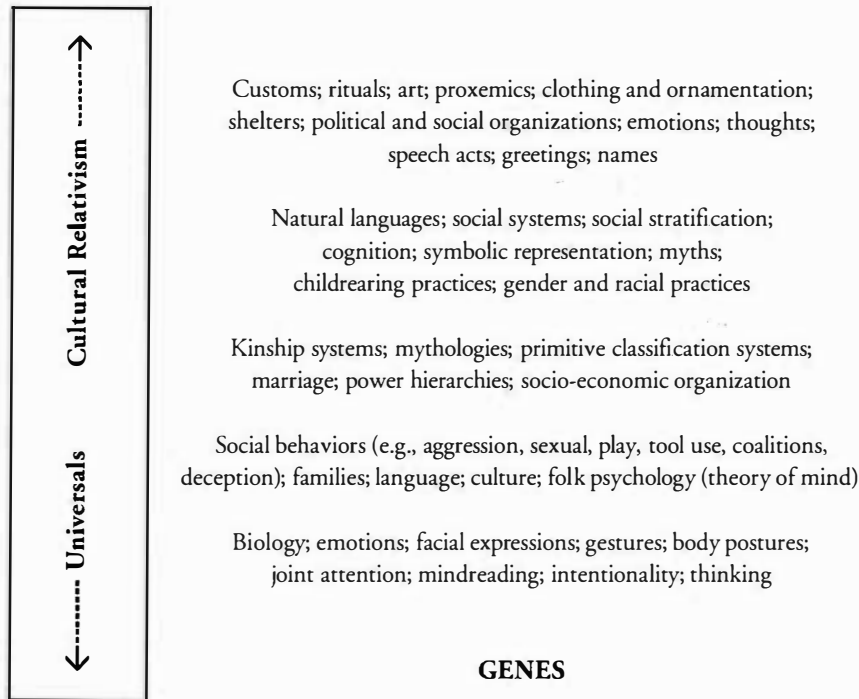 Cultural Relativism
Universals
Customs; rituals; art; proxemics; clothing and ornamentation;
shelters; political and social organizations; emotions; thoughts;
speech acts; greetings; names
Natural languages; social systems; social stratification;
cognition; symbolic representation; myths;
childrearing practices; gender and racial practices
Kinship systems; mythologies; primitive classification systems;
marriage; power hierarchies; socio-economic organization
Social behaviors (e.g., aggression, sexual, play, tool use, coalitions,
deception); families; language; culture; folk psychology (theory of mind)
Biology; emotions; facial expressions; gestures; body postures;
joint attention; mindreading; intentionality; thinking
GENES